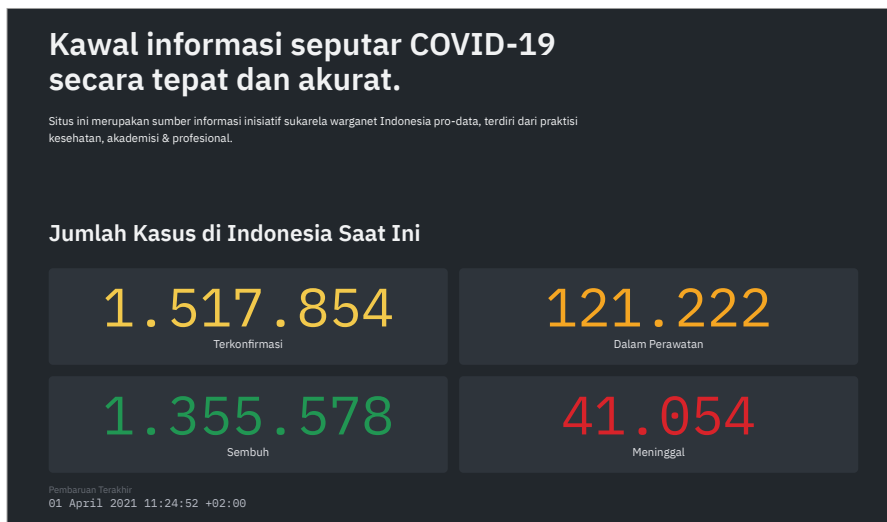 Kawal informasi seputar COVID-19
secara tepat dan akurat.
Situs ini merupakan sumber informasi inisiatif sukarela warganet Indonesia pro-data, terdiri dari praktisi
kesehatan, akademisi & profesional.
Jumlah Kasus di Indonesia Saat Ini
1.517.854
Terkonfirmasi
121.222
Dalam Perawatan
1.355.578
Sembuh
41.054
Meninggal
Pembaruan Terakhir
01 April 2021 11:24:52 +02:00